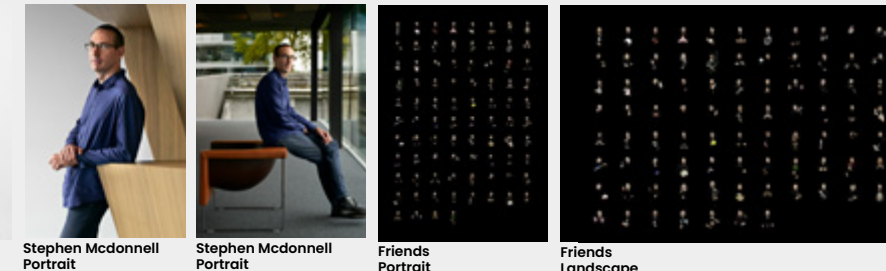 Stephen Mcdonnell
Portrait
Stephen Mcdonnell
Portrait
Friends
Portrait
Friends
Landscape